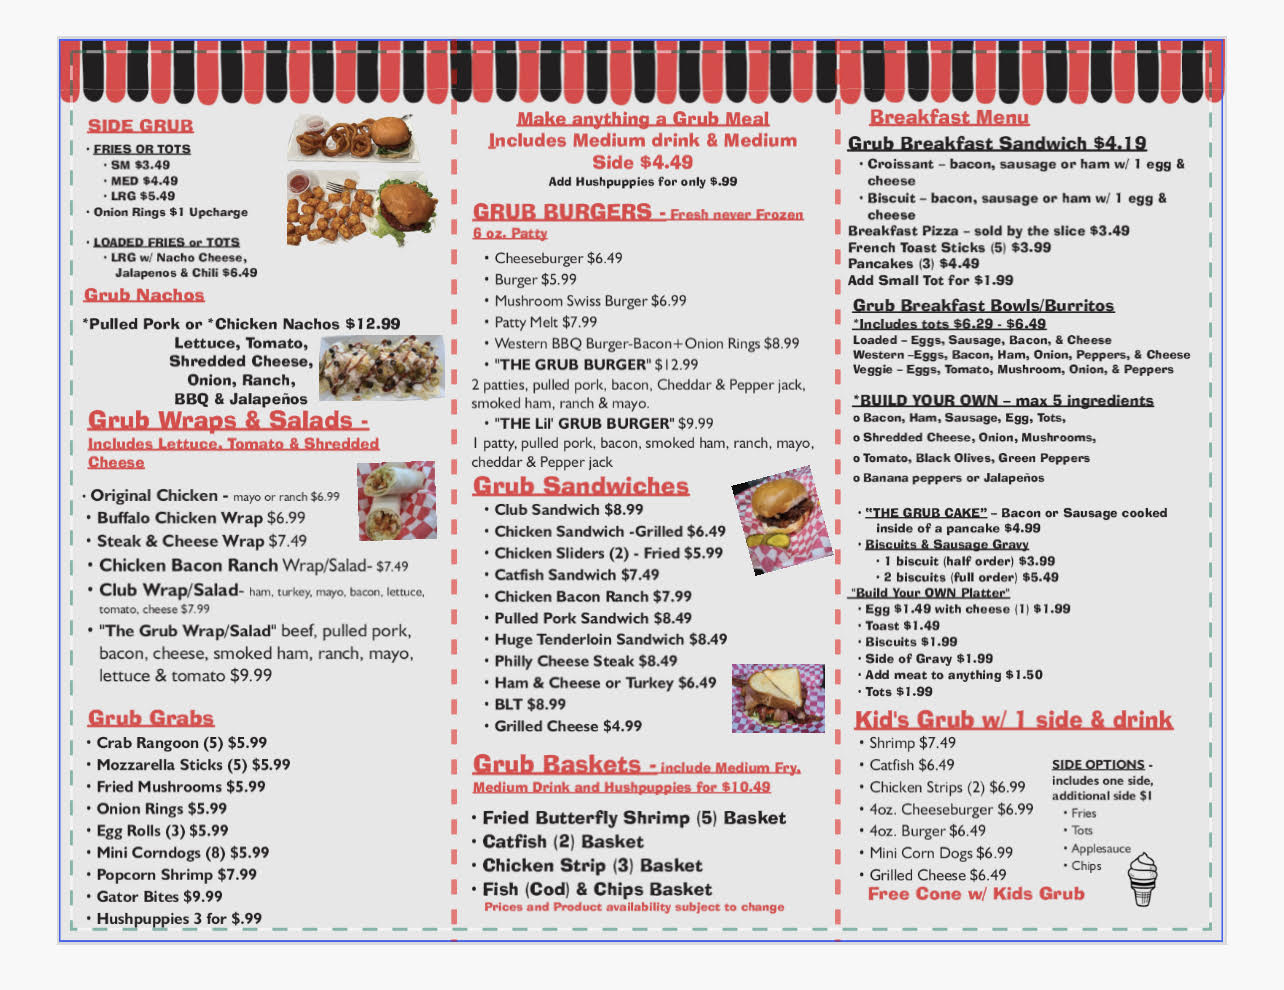 SIDE GRUB
· FRIES OR TOTS
· SM $3.49
· MED $4.49
· LRG $5.49
· Onion Rings $1 Upcharge
· LOADED FRIES or TOTS
· LRG w/ Nacho Cheese,
Jalapenos & Chili $6.49
Grub Nachos
*Pulled Pork or *Chicken Nachos $12.99
Lettuce, Tomato,
Shredded Cheese,
Onion, Ranch,
BBQ & Jalapeños
Grub Wraps & Salads -
Includes Lettuce, Tomato & Shredded
Cheese
· Original Chicken - mayo or ranch $6.99
· Buffalo Chicken Wrap $6.99
· Steak & Cheese Wrap $7.49
· Chicken Bacon Ranch Wrap/Salad- $7.49
· Club Wrap/Salad- ham, turkey, mayo, bacon, lettuce,
tomato, cheese $7.99
· "The Grub Wrap/Salad" beef, pulled pork,
bacon, cheese, smoked ham, ranch, mayo,
lettuce & tomato $9.99
Grub Grabs
· Crab Rangoon (5) $5.99
· Mozzarella Sticks (5) $5.99
· Fried Mushrooms $5.99
· Onion Rings $5.99
· Egg Rolls (3) $5.99
· Mini Corndogs (8) $5.99
· Popcorn Shrimp $7.99
· Gator Bites $9.99
· Hushpuppies 3 for $.99
Make anything a Grub Meal
Includes Medium drink & Medium
Side $4.49
Add Hushpuppies for only $.99
GRUB BURGERS - Fresh never Frozen
6 oz. Patty
· Cheeseburger $6.49
· Burger $5.99
· Mushroom Swiss Burger $6.99
· Patty Melt $7.99
· Western BBQ Burger-Bacon+Onion Rings $8.99
· "THE GRUB BURGER" $12.99
2 patties, pulled pork, bacon, Cheddar & Pepper jack,
smoked ham, ranch & mayo.
· "THE Lil' GRUB BURGER" $9.99
1 patty, pulled pork, bacon, smoked ham, ranch, mayo,
cheddar & Pepper jack
Grub Sandwiches
· Club Sandwich $8.99
· Chicken Sandwich -Grilled $6.49
· Chicken Sliders (2) - Fried $5.99
· Catfish Sandwich $7.49
· Chicken Bacon Ranch $7.99
· Pulled Pork Sandwich $8.49
· Huge Tenderloin Sandwich $8.49
· Philly Cheese Steak $8.49
· Ham & Cheese or Turkey $6.49
· BLT $8.99
· Grilled Cheese $4.99
Grub Baskets - include Medium Fry,
Medium Drink and Hushpuppies for $10.49
· Fried Butterfly Shrimp (5) Basket
· Catfish (2) Basket
· Chicken Strip (3) Basket
· Fish (Cod) & Chips Basket
Prices and Product availability subject to change
Breakfast Menu
Grub Breakfast Sandwich $4.19
· Croissant – bacon, sausage or ham w/ 1 egg &
cheese
· Biscuit – bacon, sausage or ham w/ 1 egg &
cheese
Breakfast Pizza – sold by the slice $3.49
French Toast Sticks (5) $3.99
Pancakes (3) $4.49
Add Small Tot for $1.99
Grub Breakfast Bowls/Burritos
*Includes tots $6.29 - $6.49
Loaded – Eggs, Sausage, Bacon, & Cheese
Western –Eggs, Bacon, Ham, Onion, Peppers, & Cheese
Veggie – Eggs, Tomato, Mushroom, Onion, & Peppers
*BUILD YOUR OWN – max 5 ingredients
o Bacon, Ham, Sausage, Egg, Tots,
o Shredded Cheese, Onion, Mushrooms,
o Tomato, Black Olives, Green Peppers
o Banana peppers or Jalapeños
· "THE GRUB CAKE" – Bacon or Sausage cooked
inside of a pancake $4.99
· Biscuits & Sausage Gravy
· 1 biscuit (half order) $3.99
· 2 biscuits (full order) $5.49
"Build Your OWN Platter"
· Egg $1.49 with cheese (1) $1.99
· Toast $1.49
· Biscuits $1.99
· Side of Gravy $1.99
· Add meat to anything $1.50
· Tots $1.99
Kid's Grub w/ 1 side & drink
· Shrimp $7.49
· Catfish $6.49
· Chicken Strips (2) $6.99
· 4oz. Cheeseburger $6.99
· 4oz. Burger $6.49
· Mini Corn Dogs $6.99
· Grilled Cheese $6.49
SIDE OPTIONS -
includes one side,
additional side $1
· Fries
· Tots
· Applesauce
· Chips
Free Cone w/ Kids Grub